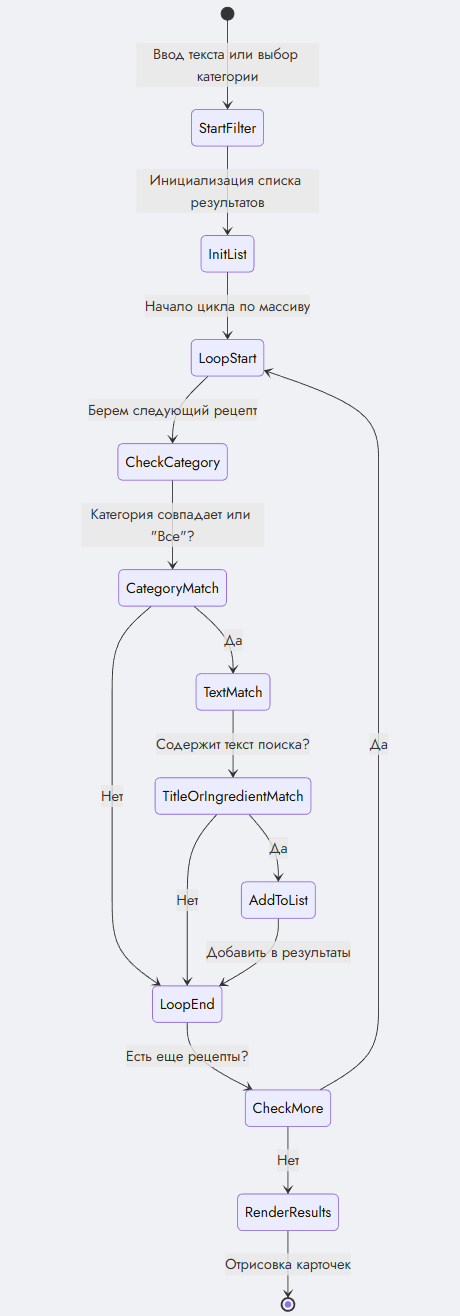 Ввод текста или выбор
категории
StartFilter
Инициализация списка
результатов
InitList
Начало цикла по массиву
LoopStart
Берем следующий рецепт
CheckCategory
Категория совпадает или
"Все"?
CategoryMatch
Да
TextMatch
Содержит текст поиска?
Да
TitleOrIngredientMatch
Нет
Да
Нет
AddToList
Добавить в результаты
LoopEnd
Есть еще рецепты?
CheckMore
Нет
RenderResults
Отрисовка карточек